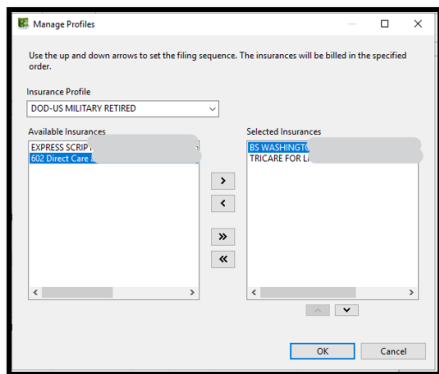 Manage Profiles
Use the up and down arrows to set the filing sequence. The insurances will be billed in the specified
order.
Insurance Profile
DOD-US MILITARY RETIRED
Available Insurances
EXPRESS
602 Direct Care
Selected Insurances
BS
TRICARE FOR
OK
Cancel